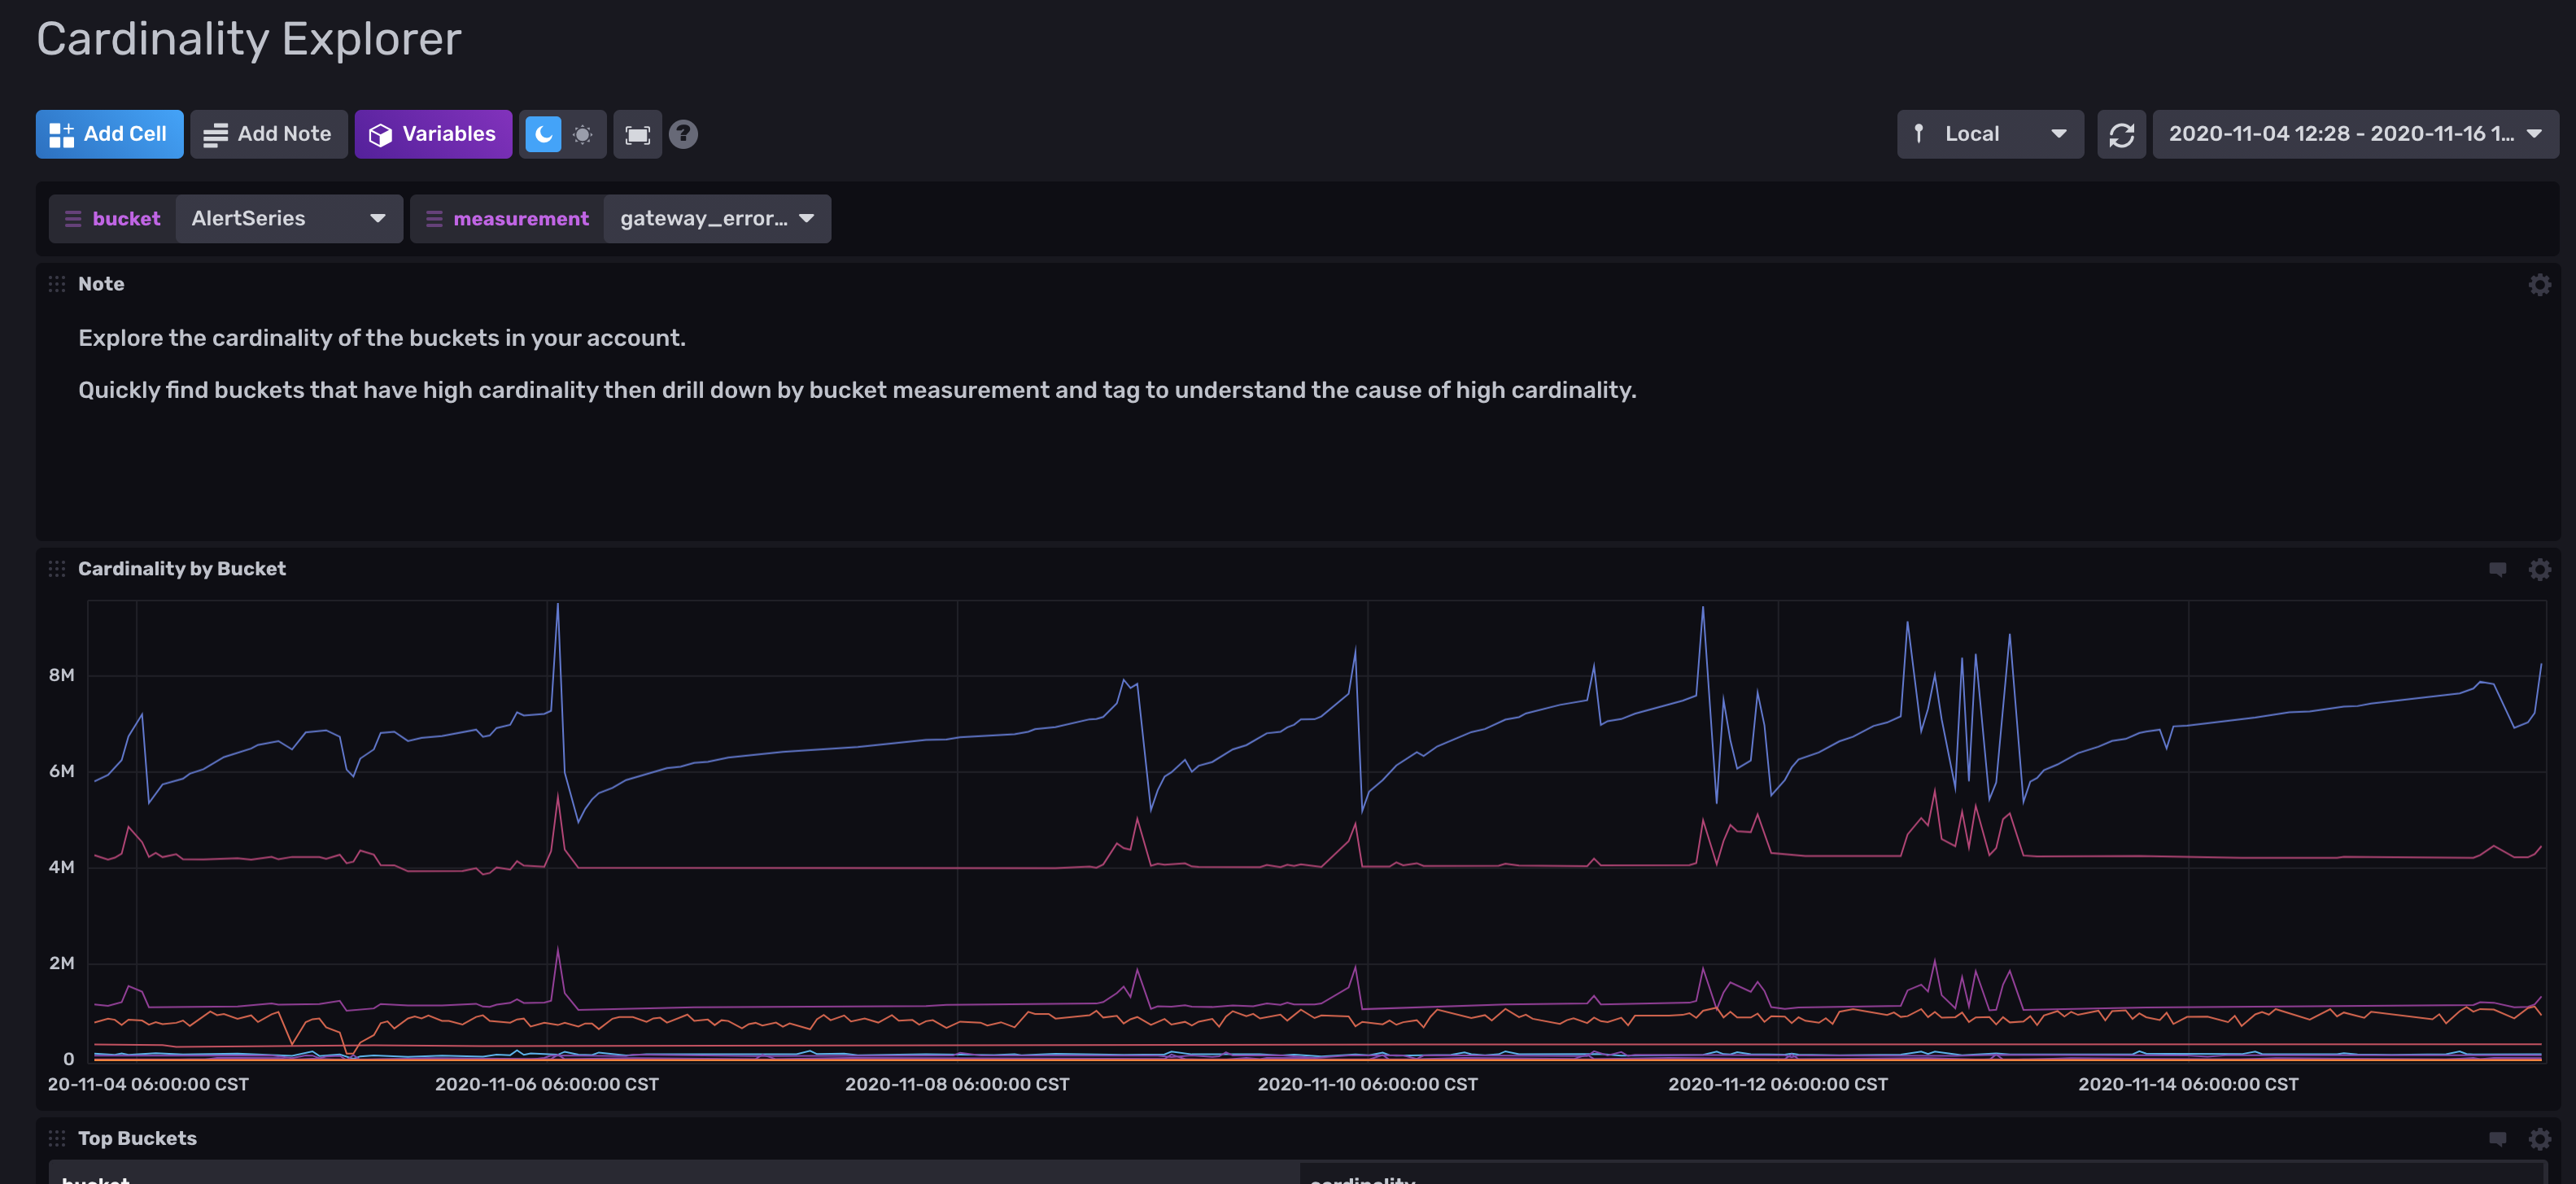 Cardinality Explorer
Add Cell Add Note Variables ? Local 2020-11-04 12:28 - 2020-11-16 1...
bucket AlertSeries measurement gateway_error...
Note
Explore the cardinality of the buckets in your account.
Quickly find buckets that have high cardinality then drill down by bucket measurement and tag to understand the cause of high cardinality.
Cardinality by Bucket
8M
6M
4M
2M
0
20-11-04 06:00:00 CST 2020-11-06 06:00:00 CST 2020-11-08 06:00:00 CST 2020-11-10 06:00:00 CST 2020-11-12 06:00:00 CST 2020-11-14 06:00:00 CST
Top Buckets
bucket cardinality